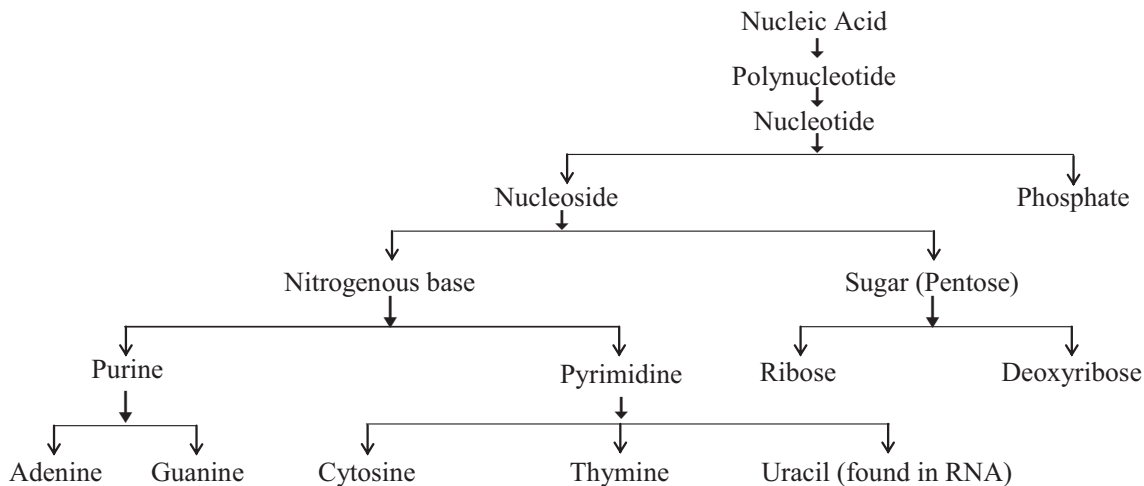 Nucleic Acid
Polynucleotide
Nucleotide
Nucleoside
Phosphate
Nitrogenous base
Sugar (Pentose)
Purine
Pyrimidine
Ribose
Deoxyribose
Adenine
Guanine
Cytosine
Thymine
Uracil (found in RNA)